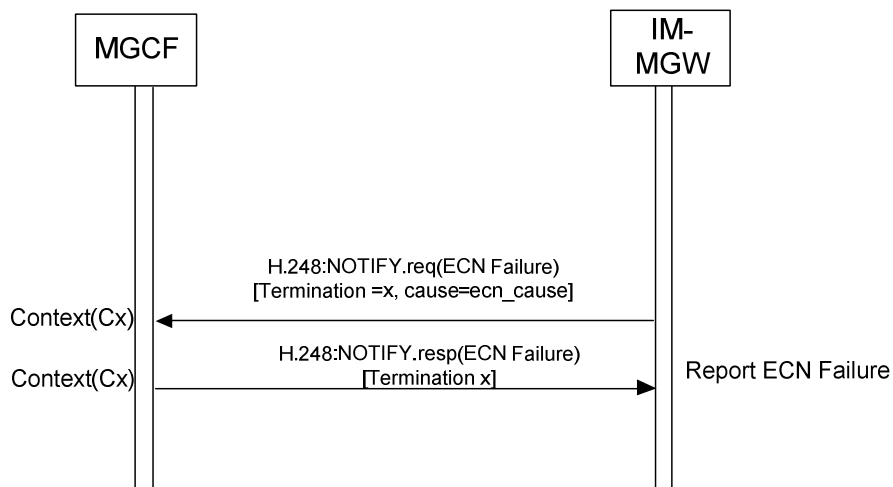 MGCF
IM-
MGW
H.248:NOTIFY.req(ECN Failure)
[Termination =x, cause=ecn_cause]
Context(Cx)
H.248:NOTIFY.resp(ECN Failure)
[Termination x]
Context(Cx)
Report ECN Failure